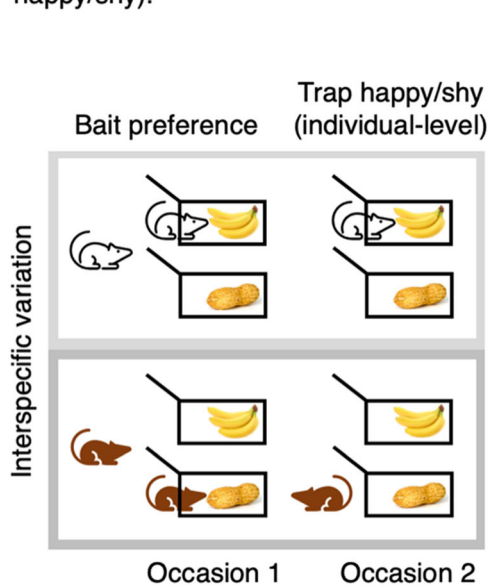 happy/shy).
Trap happy/shy
Bait preference (individual-level)
Interspecific variation
Occasion 1 Occasion 2